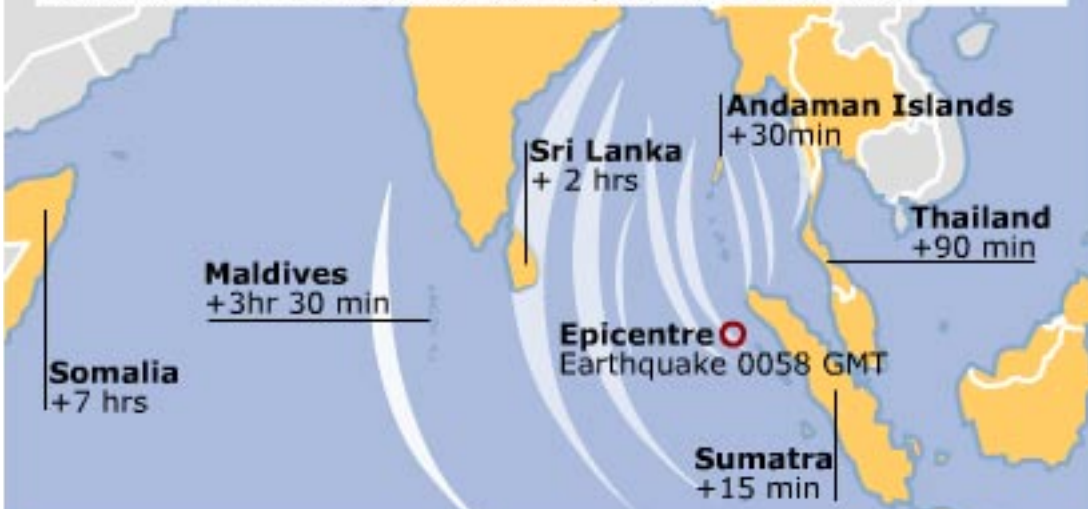 Andaman Islands
+30min
Sri Lanka
+ 2 hrs
Thailand
+90 min
Maldives
+3hr 30 min
Epicentre
Earthquake 0058 GMT
Somalia
+7 hrs
Sumatra
+15 min